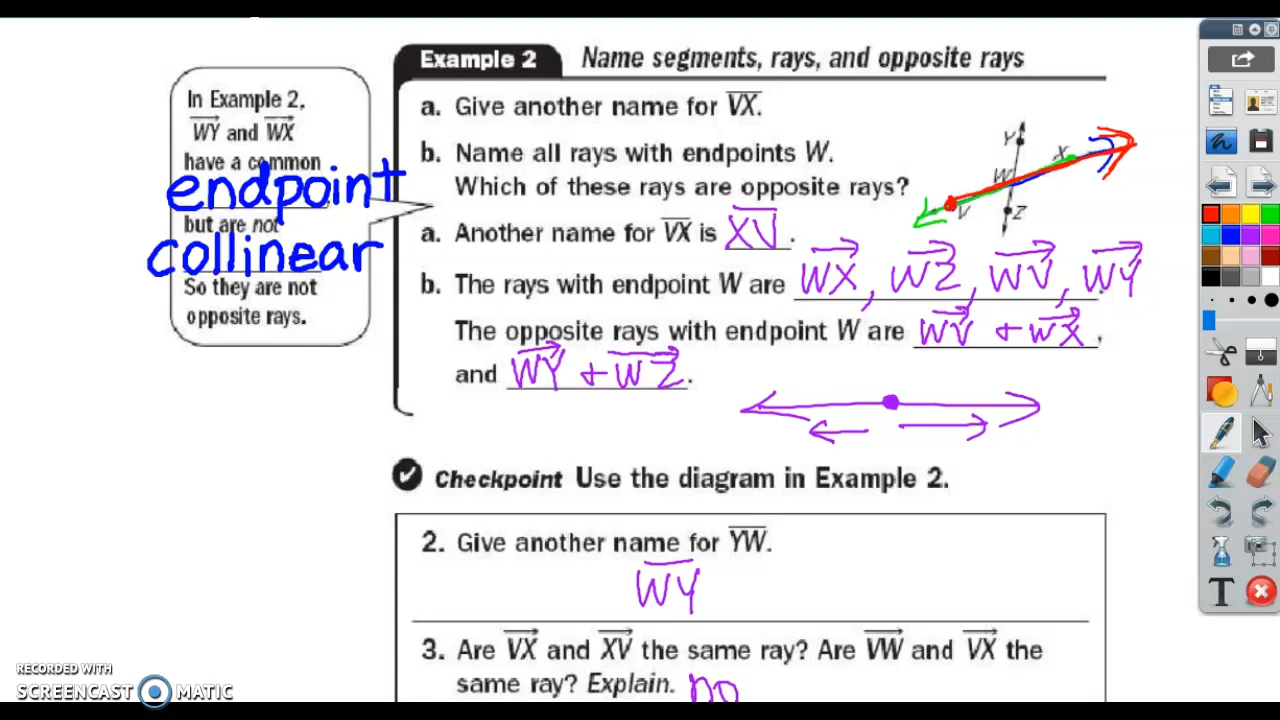 Example 2 Name segments, rays, and opposite rays
In Example 2,
WY and WX
have a common
endpoint
but are not
collinear
So they are not
opposite rays.
a. Give another name for VX.
b. Name all rays with endpoints W.
Which of these rays are opposite rays?
Y
X
W
V
Z
a. Another name for VX is XV.
b. The rays with endpoint W are WX, WZ, WV, WY.
The opposite rays with endpoint W are WV + WX,
and WY + WZ.
Checkpoint Use the diagram in Example 2.
2. Give another name for YW.
WY
3. Are VX and XV the same ray? Are VW and VX the
same ray? Explain. no
RECORDED WITH
SCREENCAST MATIC
T